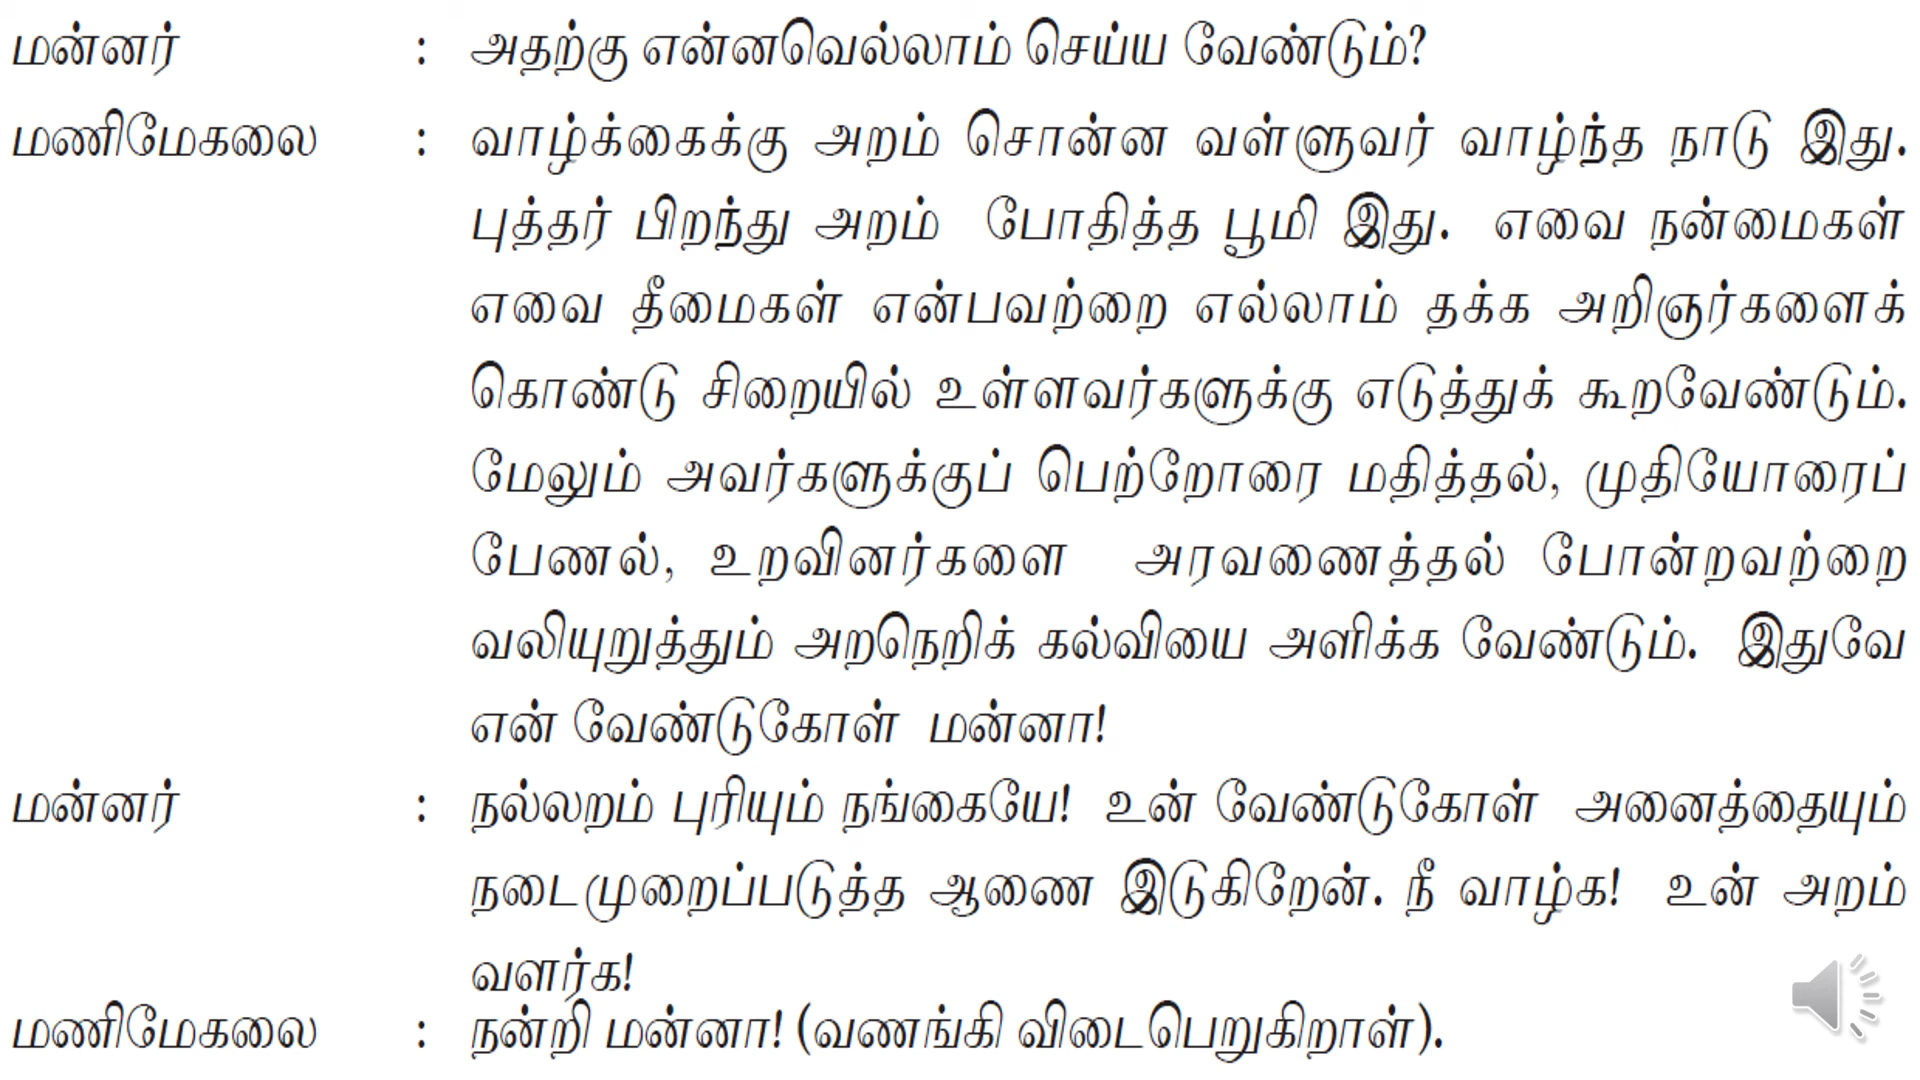 மன்னர் : அதற்கு என்னவெல்லாம் செய்ய வேண்டும்?
மணிமேகலை : வாழ்க்கைக்கு அறம் சொன்ன வள்ளுவர் வாழ்ந்த நாடு இது.
புத்தர் பிறந்து அறம் போதித்த பூமி இது. எவை நன்மைகள்
எவை தீமைகள் என்பவற்றை எல்லாம் தக்க அறிஞர்களைக்
கொண்டு சிறையில் உள்ளவர்களுக்கு எடுத்துக் கூறவேண்டும்.
மேலும் அவர்களுக்குப் பெற்றோரை மதித்தல், முதியோரைப்
பேணல், உறவினர்களை அரவணைத்தல் போன்றவற்றை
வலியுறுத்தும் அறநெறிக் கல்வியை அளிக்க வேண்டும். இதுவே
என் வேண்டுகோள் மன்னா!
மன்னர் : நல்லறம் புரியும் நங்கையே! உன் வேண்டுகோள் அனைத்தையும்
நடைமுறைப்படுத்த ஆணை இடுகிறேன். நீ வாழ்க! உன் அறம்
வளர்க!
மணிமேகலை : நன்றி மன்னா! (வணங்கி விடைபெறுகிறாள்).